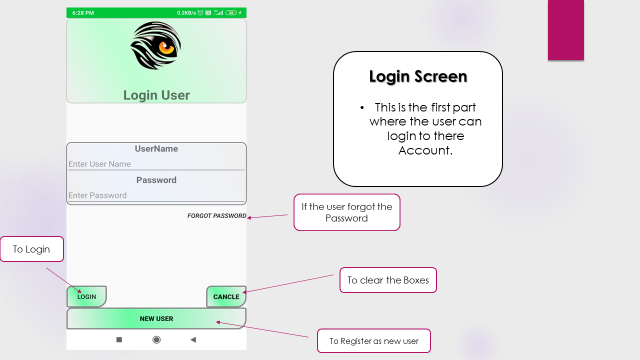 6:28 PM 0.2KB/s
Login User
UserName
Enter User Name
Password
Enter Password
FORGOT PASSWORD
LOGIN
CANCLE
NEW USER
Login Screen
• This is the first part
where the user can
login to there
Account.
If the user forgot the
Password
To Login
To clear the Boxes
To Register as new user